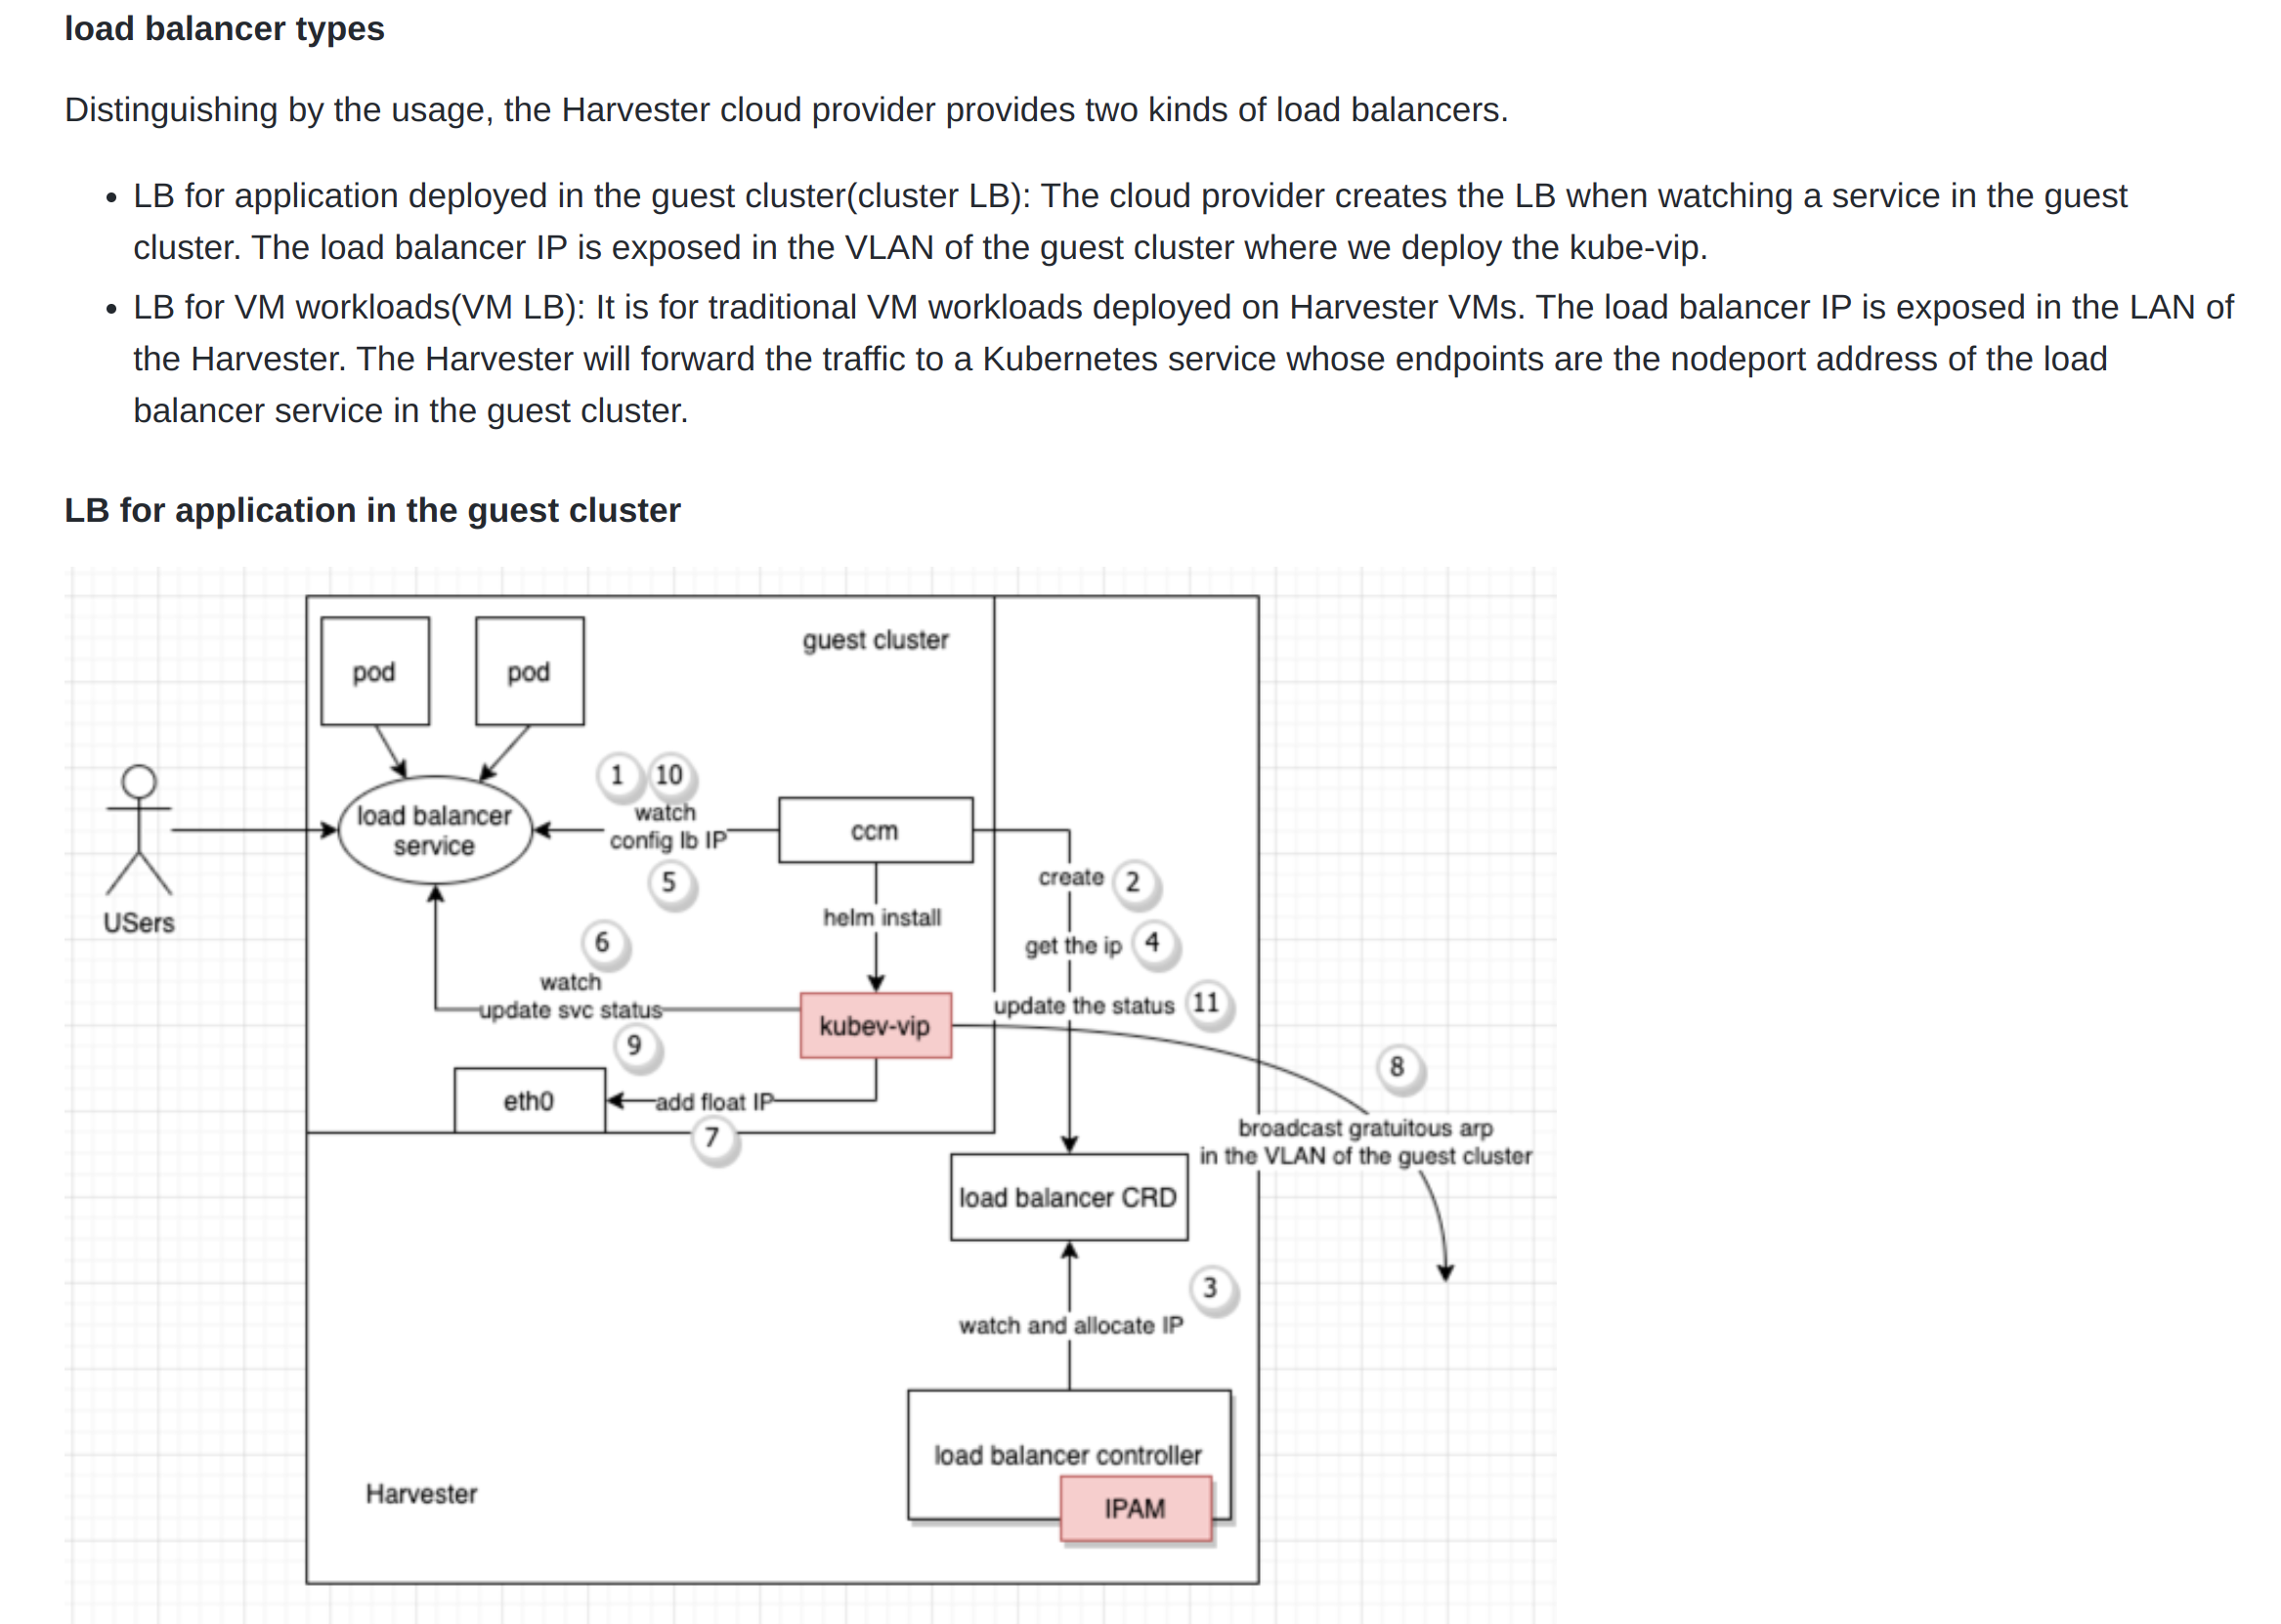 load balancer types
Distinguishing by the usage, the Harvester cloud provider provides two kinds of load balancers.
• LB for application deployed in the guest cluster(cluster LB): The cloud provider creates the LB when watching a service in the guest
cluster. The load balancer IP is exposed in the VLAN of the guest cluster where we deploy the kube-vip.
• LB for VM workloads(VM LB): It is for traditional VM workloads deployed on Harvester VMs. The load balancer IP is exposed in the LAN of
the Harvester. The Harvester will forward the traffic to a Kubernetes service whose endpoints are the nodeport address of the load
balancer service in the guest cluster.
LB for application in the guest cluster
guest cluster
pod
pod
1
10
watch
config lb IP
5
load balancer
service
ccm
USers
create
2
helm install
get the ip
4
6
watch
update svc status
9
update the status
11
kubev-vip
8
eth0
add float IP
7
broadcast gratuitous arp
in the VLAN of the guest cluster
load balancer CRD
3
watch and allocate IP
load balancer controller
IPAM
Harvester